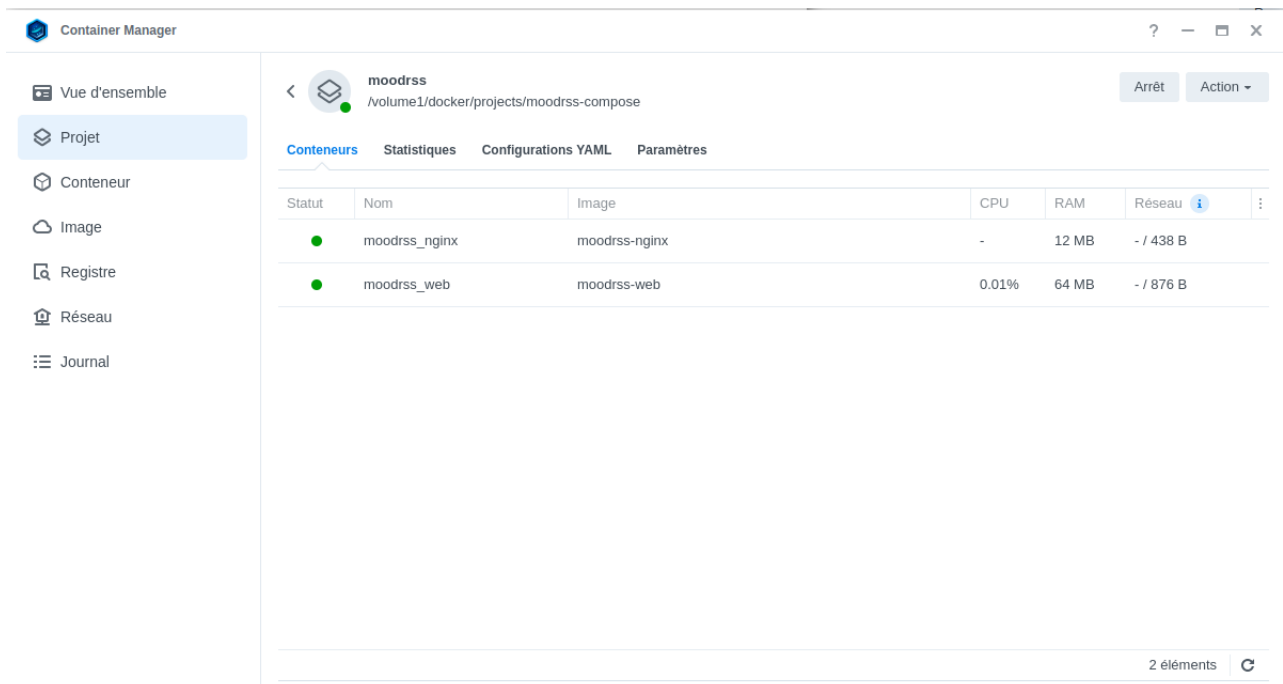 Container Manager
?
Vue d'ensemble
Projet
Conteneur
Image
Registre
Réseau
Journal
moodrss
/volume1/docker/projects/moodrss-compose
Arrêt Action
Conteneurs Statistiques Configurations YAML Paramètres
Statut Nom Image CPU RAM Réseau i
moodrss_nginx moodrss-nginx - 12 MB - / 438 B
moodrss_web moodrss-web 0.01% 64 MB - / 876 B
2 éléments